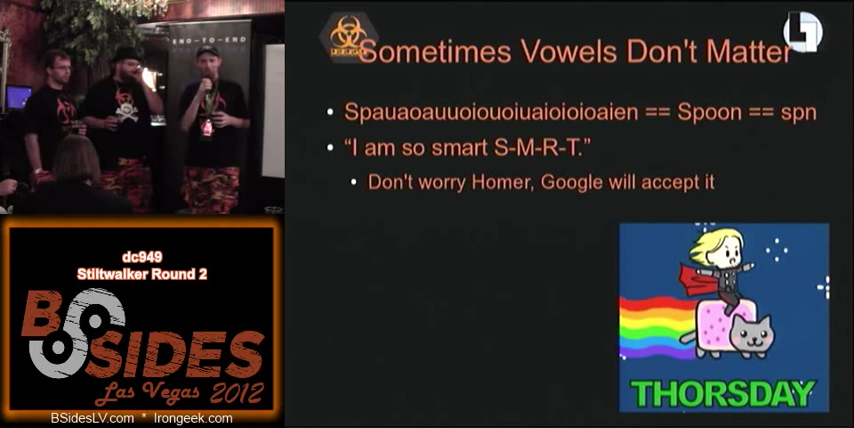 END-TO-END
Sometimes Vowels Don't Matter
Spauaoauuoiouoiuaioioioaien == Spoon == spn
“I am so smart S-M-R-T.”
Don't worry Homer, Google will accept it
THORSDAY
dc949
Stiltwalker Round 2
BSIDES
Las Vegas 2012
BSidesLV.com * Irongeek.com